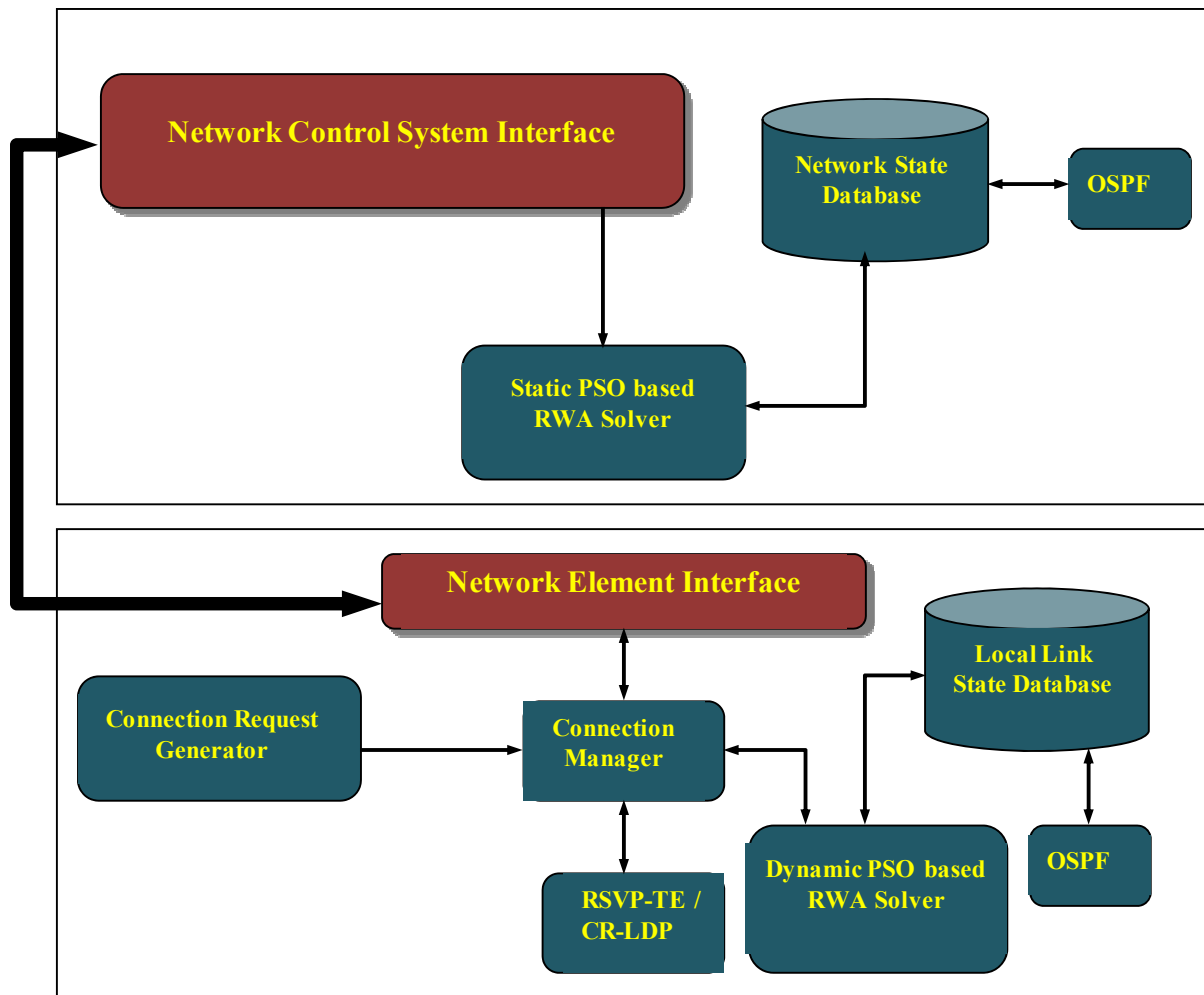 Network Control System Interface
Network State
Database
OSPF
Static PSO based
RWA Solver
Network Element Interface
Local Link
State Database
Connection Request
Generator
Connection
Manager
Dynamic PSO based
RWA Solver
OSPF
RSVP-TE /
CR-LDP